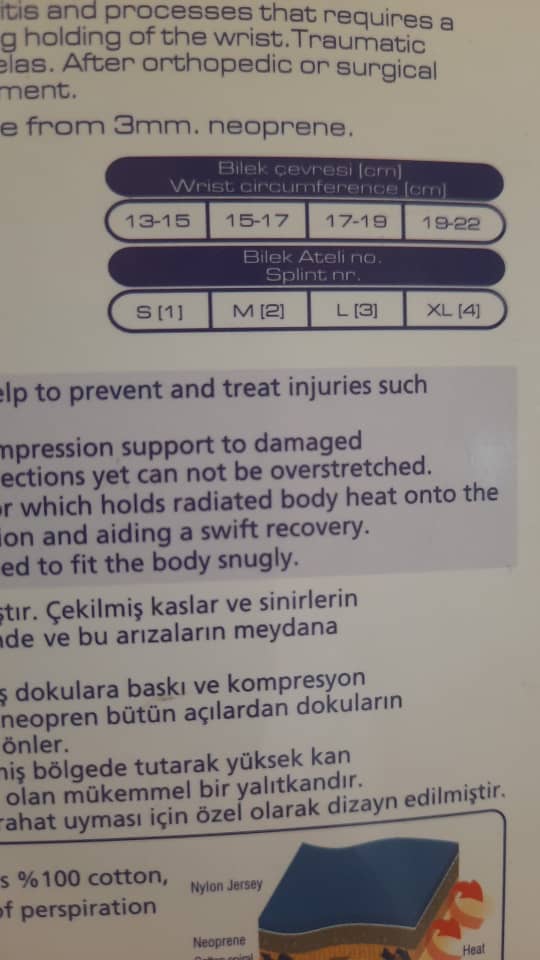 itis and processes that requires a
g holding of the wrist. Traumatic
elas. After orthopedic or surgical
ment.
e from 3mm. neoprene.
Bilek çevresi [cm]
Wrist circumference [cm]
13-15 15-17 17-19 19-22
Bilek Ateli no.
Splint nr.
S [1] M [2] L [3] XL [4]
elp to prevent and treat injuries such
mpression support to damaged
ections yet can not be overstretched.
or which holds radiated body heat onto the
ion and aiding a swift recovery.
ed to fit the body snugly.
ştır. Çekilmiş kaslar ve sinirlerin
nde ve bu arızaların meydana
ş dokulara baskı ve kompresyon
neopren bütün açılardan dokuların
önler.
miş bölgede tutarak yüksek kan
olan mükemmel bir yalıtkandır.
rahat uyması için özel olarak dizayn edilmiştir.
s %100 cotton,
of perspiration
Nylon Jersey
Neoprene
Heat